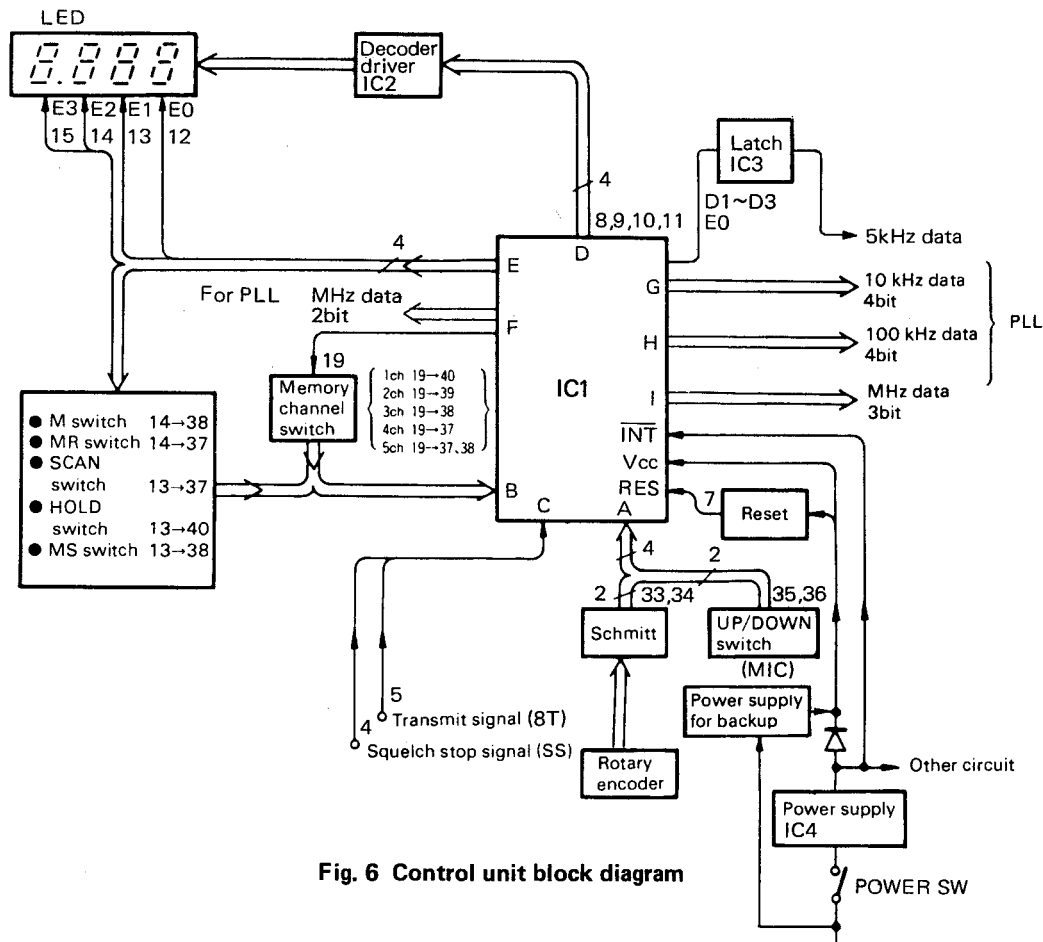 LED
8.888
Decoder
driver
IC2
E3 E2 E1 E0
15 14 13 12
Latch
IC3
4
D1~D3
E0
8,9,10,11
5kHz data
D
E
4
G
10 kHz data
4bit
For PLL
MHz data
2bit
F
H
100 kHz data
4bit
PLL
19
IC1
I
MHz data
3bit
Memory
channel
switch
1ch 19→40
2ch 19→39
3ch 19→38
4ch 19→37
5ch 19→37、38
INT
Vcc
RES
7
Reset
● M switch 14→38
● MR switch 14→37
● SCAN
switch 13→37
● HOLD
switch 13→40
● MS switch 13→38
B
C
A
4
2
2
33,34
35,36
Schmitt
UP/DOWN
switch
(MIC)
5
Transmit signal (8T)
4
Squelch stop signal (SS)
Power supply
for backup
Rotary
encoder
Other circuit
Power supply
IC4
POWER SW
Fig. 6 Control unit block diagram